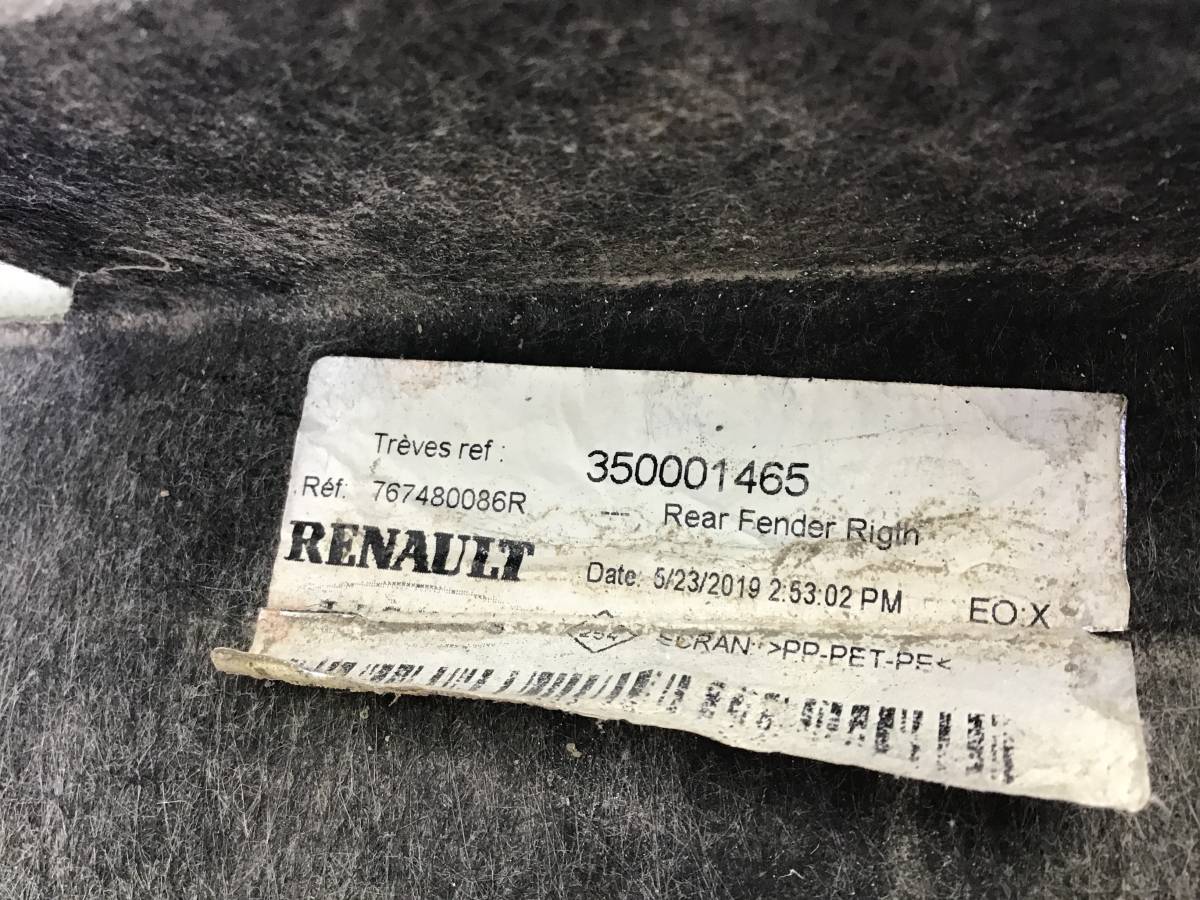 Trèves ref : 350001465
Réf: 767480086R --- Rear Fender Rigth
RENAULT
Date: 5/23/2019 2:53:02 PM EO:X
254 ECRAN >PP-PET-PE<